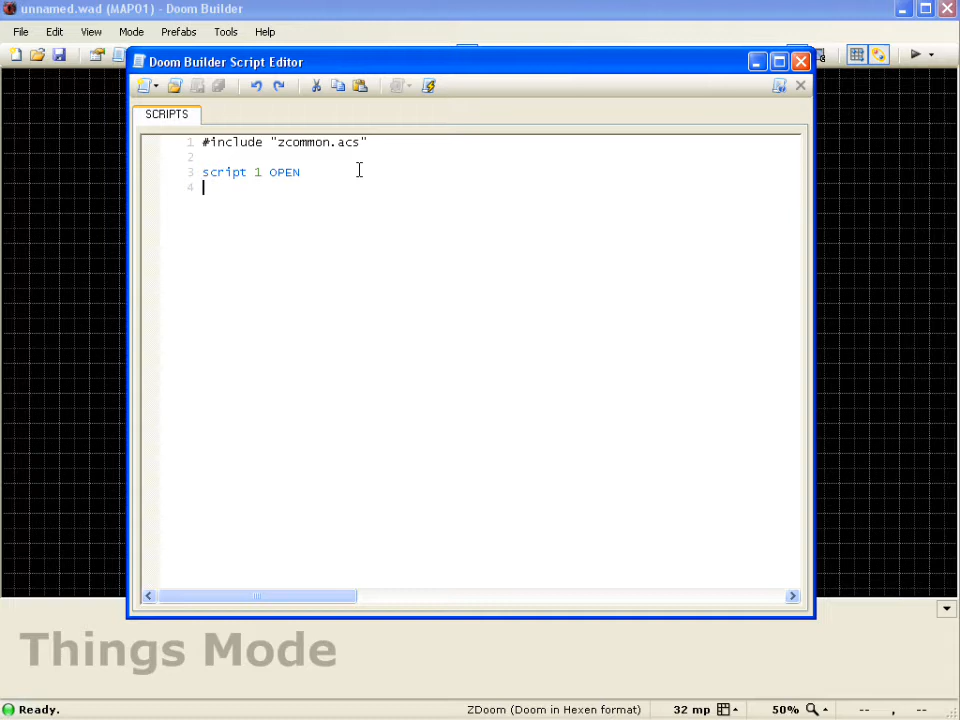 unnamed.wad (MAP01) - Doom Builder
File Edit View Mode Prefabs Tools Help
Doom Builder Script Editor
SCRIPTS
1 #include "zcommon.acs"
2
3 script 1 OPEN
4
Things Mode
Ready. ZDoom (Doom in Hexen format) 32 mp 50% -- , --